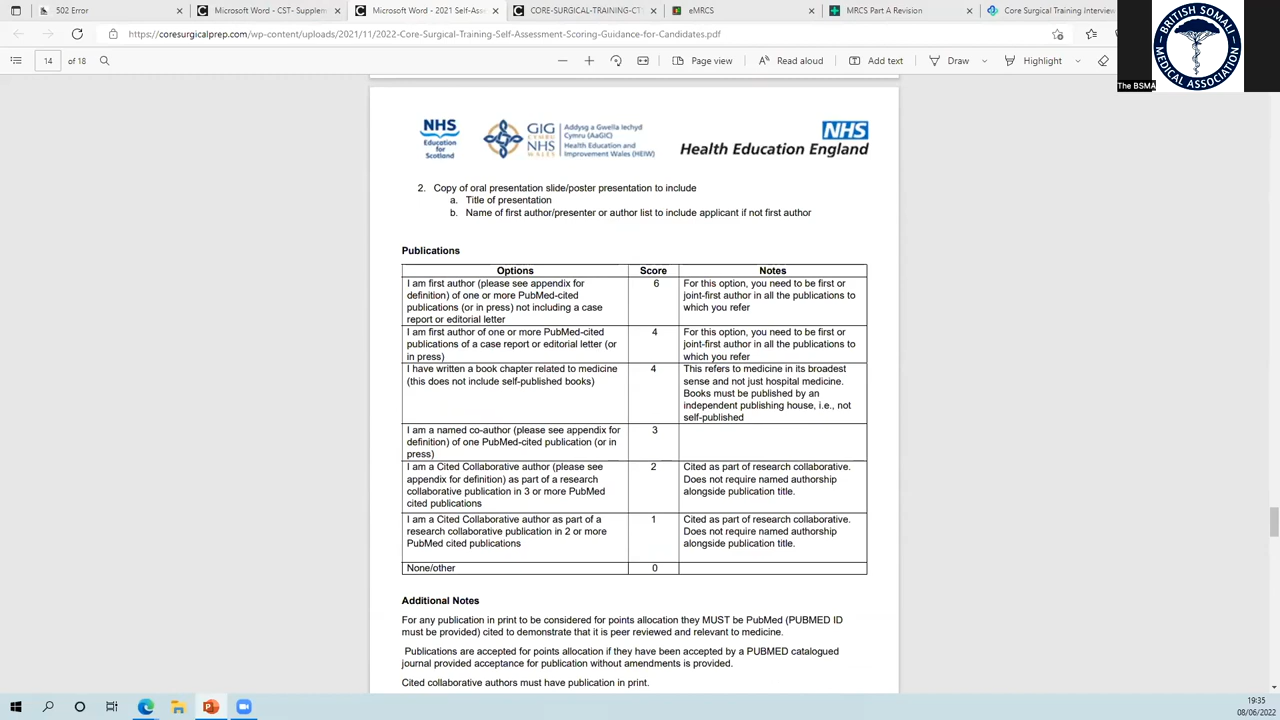 502 Error
Microsoft Word - CST- Supplem
Microsoft Word - 2021 Self-Ass
CORE-SURGICAL-TRAINING-CT
eMRCS
MRCS Part A Revision
Core Surgical Training Interview
https://coresurgicalprep.com/wp-content/uploads/2021/11/2022-Core-Surgical-Training-Self-Assessment-Scoring-Guidance-for-Candidates.pdf
14 of 18
Page view
Read aloud
Add text
Draw
Highlight
BRITISH SOMALI
MEDICAL ASSOCIATION
The BSMA
NHS
Education
for
Scotland
GIG
CYMRU
NHS
WALES
Addysg a Gwella Iechyd
Cymru (AaGIC)
Health Education and
Improvement Wales (HEIW)
NHS
Health Education England
2. Copy of oral presentation slide/poster presentation to include
a. Title of presentation
b. Name of first author/presenter or author list to include applicant if not first author
Publications
Options Score Notes
I am first author (please see appendix for
definition) of one or more PubMed-cited
publications (or in press) not including a case
report or editorial letter
6
For this option, you need to be first or
joint-first author in all the publications to
which you refer
I am first author of one or more PubMed-cited
publications of a case report or editorial letter (or
in press)
4
For this option, you need to be first or
joint-first author in all the publications to
which you refer
I have written a book chapter related to medicine
(this does not include self-published books)
4
This refers to medicine in its broadest
sense and not just hospital medicine.
Books must be published by an
independent publishing house, i.e., not
self-published
I am a named co-author (please see appendix for
definition) of one PubMed-cited publication (or in
press)
3
I am a Cited Collaborative author (please see
appendix for definition) as part of a research
collaborative publication in 3 or more PubMed
cited publications
2
Cited as part of research collaborative.
Does not require named authorship
alongside publication title.
I am a Cited Collaborative author as part of a
research collaborative publication in 2 or more
PubMed cited publications
1
Cited as part of research collaborative.
Does not require named authorship
alongside publication title.
None/other 0
Additional Notes
For any publication in print to be considered for points allocation they MUST be PubMed (PUBMED ID
must be provided) cited to demonstrate that it is peer reviewed and relevant to medicine.
Publications are accepted for points allocation if they have been accepted by a PUBMED catalogued
journal provided acceptance for publication without amendments is provided.
Cited collaborative authors must have publication in print.
19:35
08/06/2022